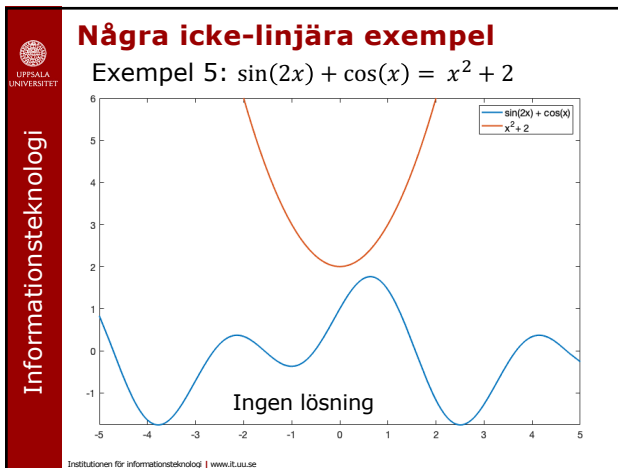 Några icke-linjära exempel
UPPSALA
UNIVERSITET
Exempel 5: sin(2x) + cos(x) = x² + 2
Informationsteknologi
sin(2x) + cos(x)
x² + 2
6
5
4
3
2
1
0
-1
Ingen lösning
-5 -4 -3 -2 -1 0 1 2 3 4 5
Institutionen för informationsteknologi | www.it.uu.se